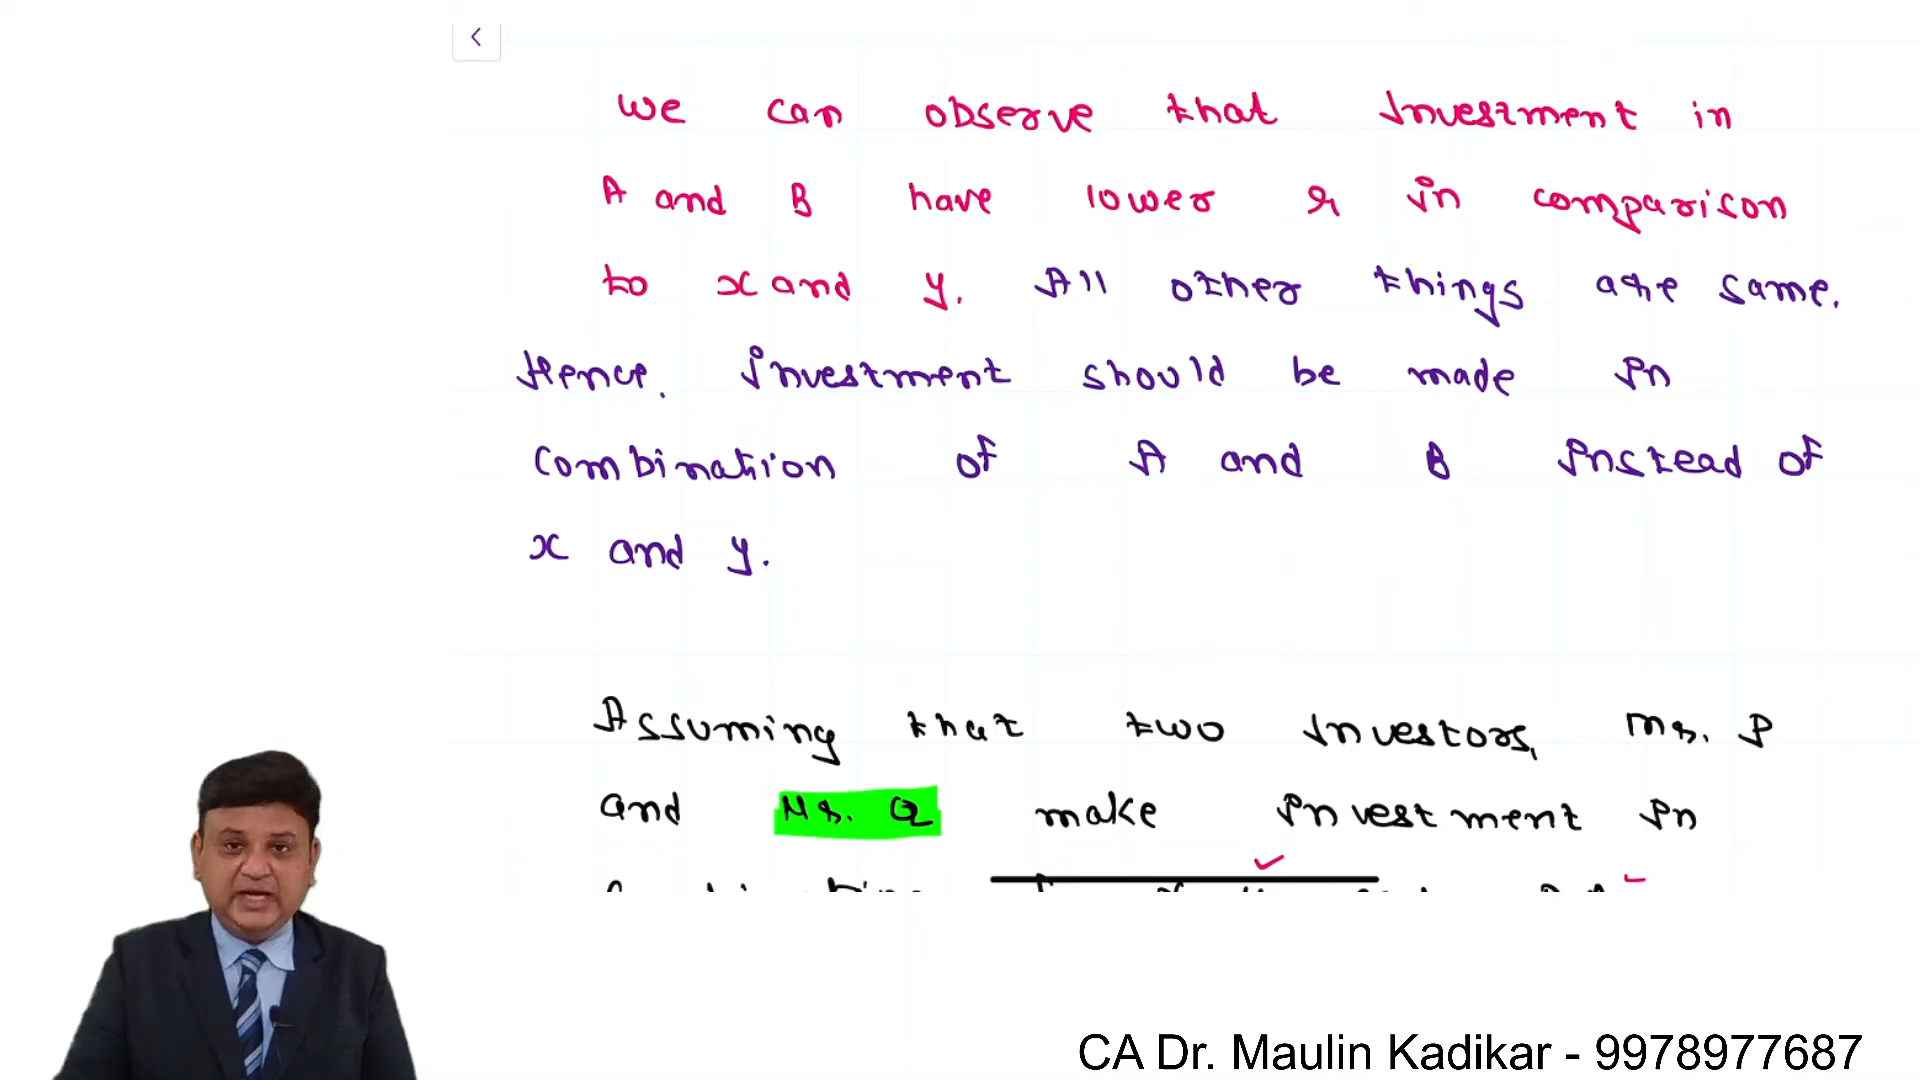 We can observe that Investment in
A and B have lower r in comparison
to x and y. All other things are same.
Hence, Investment should be made in
combination of A and B instead of
x and y.
Assuming that two Investors, Mr. P
and Mr. Q make investment in
CA Dr. Maulin Kadikar - 9978977687